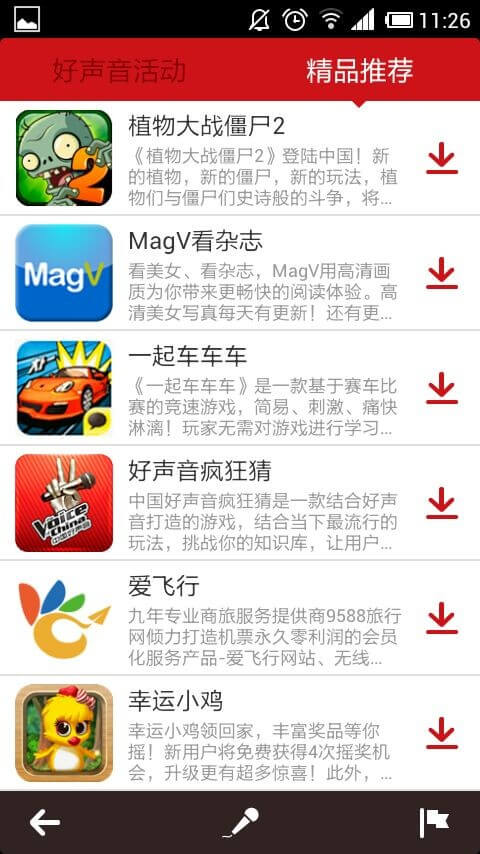 11:26
好声音活动
精品推荐
植物大战僵尸2
《植物大战僵尸2》登陆中国！新
的植物，新的僵尸，新的玩法，植
物们与僵尸们史诗般的斗争，将...
MagV
MagV看杂志
看美女、看杂志，MagV用高清画
质为你带来更畅快的阅读体验。高
清美女写真每天有更新！还有更...
一起车车车
《一起车车车》是一款基于赛车比
赛的竞速游戏，简易、刺激、痛快
淋漓！玩家无需对游戏进行学习...
The
Voice
of China
中国好声音
好声音疯狂猜
中国好声音疯狂猜是一款结合好声
音打造的游戏，结合当下最流行的
玩法，挑战你的知识库，让用户...
爱飞行
九年专业商旅服务提供商9588旅行
网倾力打造机票永久零利润的会员
化服务产品-爱飞行网站、无线...
幸运小鸡
幸运小鸡领回家，丰富奖品等你
摇！新用户将免费获得4次摇奖机
会，升级更有超多惊喜！此外，...